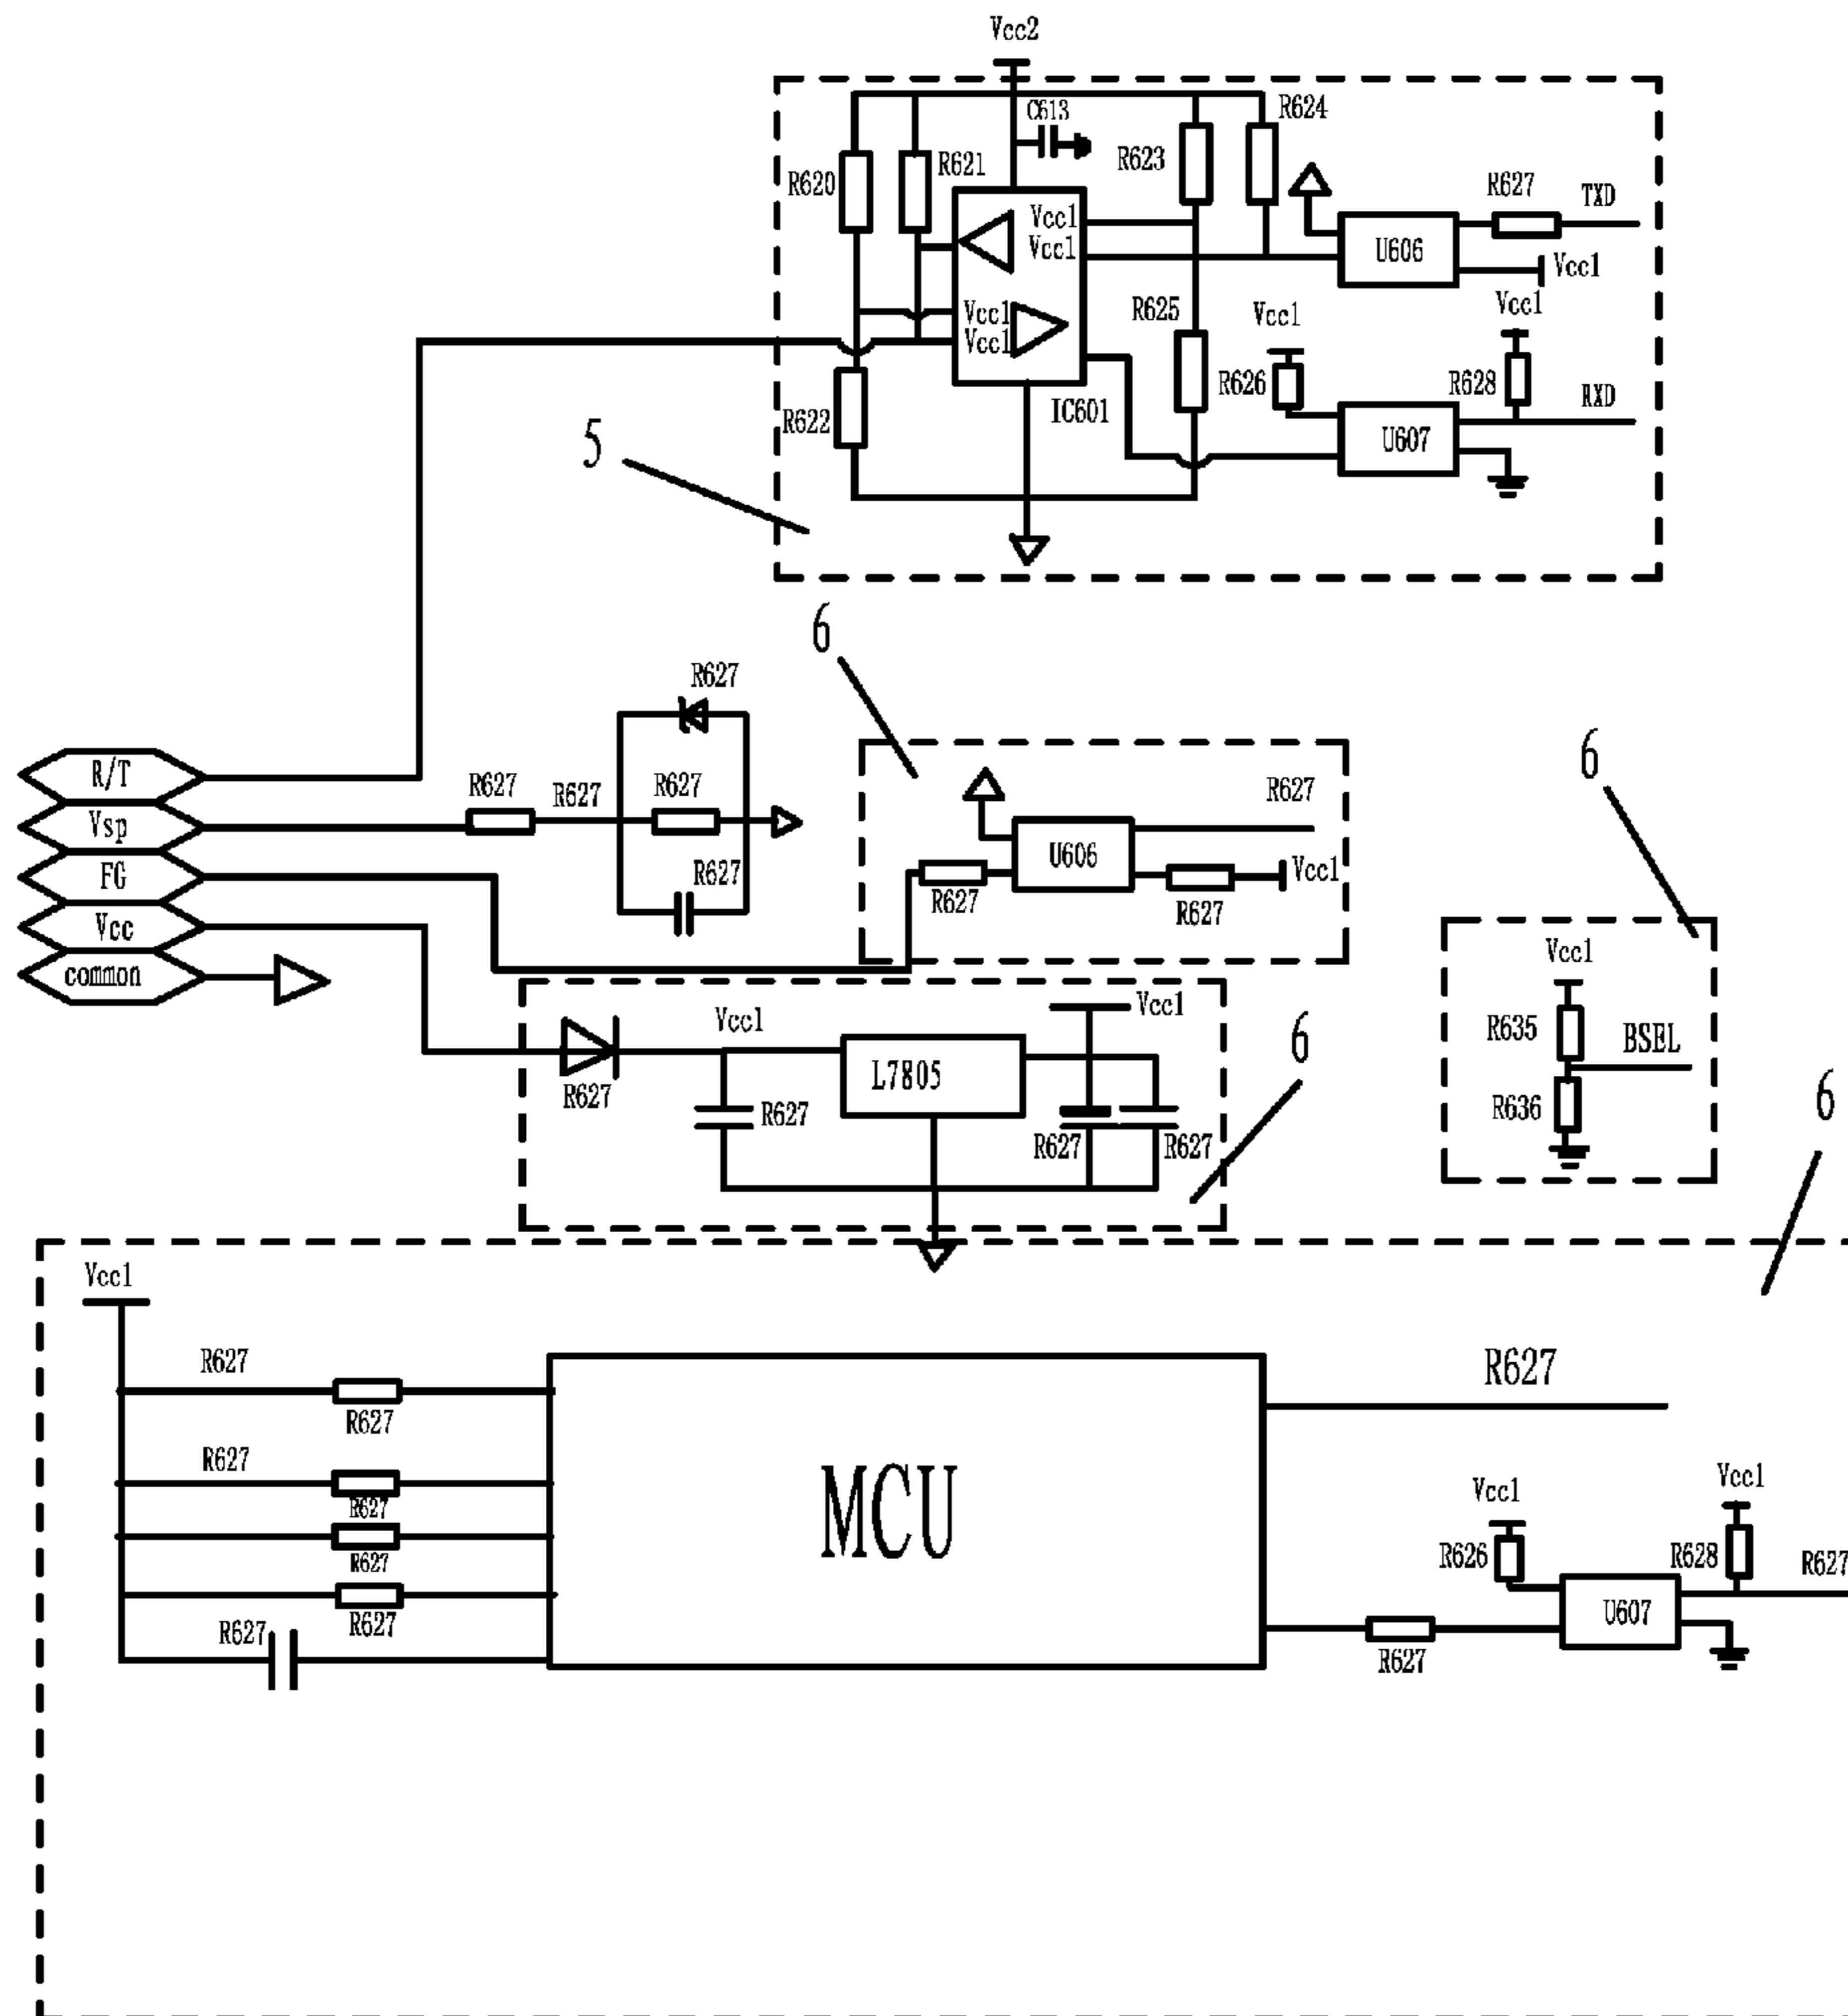 Vcc2
C613
R624
R620
R621
R623
R627
TXD
Vcc1
Vcc1
U606
Vcc1
Vcc1
Vcc1
R625
Vcc1
Vcc1
R626
R628
RXD
R622
IC601
U607
5
6
R627
6
R/T
R627
R627
R627
R627
Vsp
U606
FG
R627
Vcc1
R627
R627
Vcc
common
Vcc1
Vcc1
Vcc1
6
R635
BSEL
L7805
R627
R627
R636
6
R627
R627
Vcc1
R627
R627
R627
R627
R627
MCU
Vcc1
Vcc1
R627
R626
R628
R627
R627
R627
U607
R627